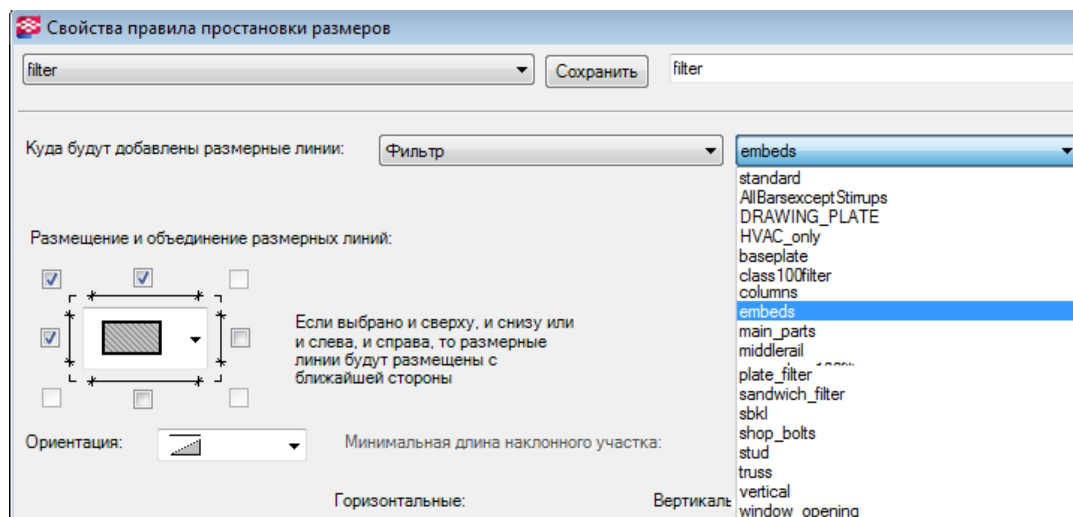 Свойства правила простановки размеров
filter
Сохранить
filter
Куда будут добавлены размерные линии:
Фильтр
embeds
standard
AllBarsexceptStirrups
DRAWING_PLATE
HVAC_only
baseplate
class100filter
columns
embeds
main_parts
middlerail
plate_filter
sandwich_filter
sbkl
shop_bolts
stud
truss
vertical
window_opening
Размещение и объединение размерных линий:
Если выбрано и сверху, и снизу или
и слева, и справа, то размерные
линии будут размещены с
ближайшей стороны
Ориентация:
Минимальная длина наклонного участка:
Горизонтальные: